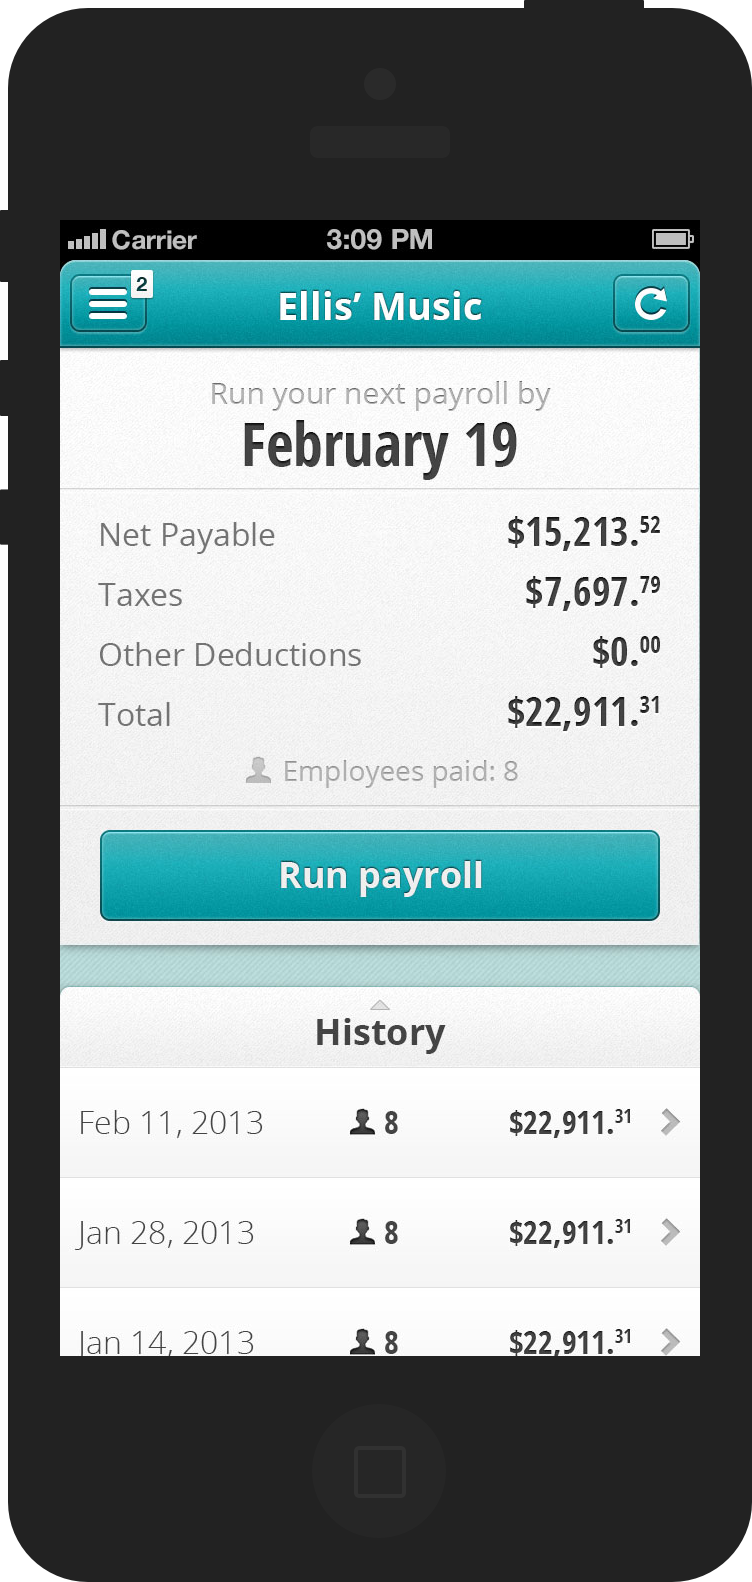 Carrier 3:09 PM
2
Ellis’ Music
Run your next payroll by
February 19
Net Payable $15,213.52
Taxes $7,697.79
Other Deductions $0.00
Total $22,911.31
Employees paid: 8
Run payroll
History
Feb 11, 2013 8 $22,911.31
Jan 28, 2013 8 $22,911.31
Jan 14, 2013 8 $22,911.31